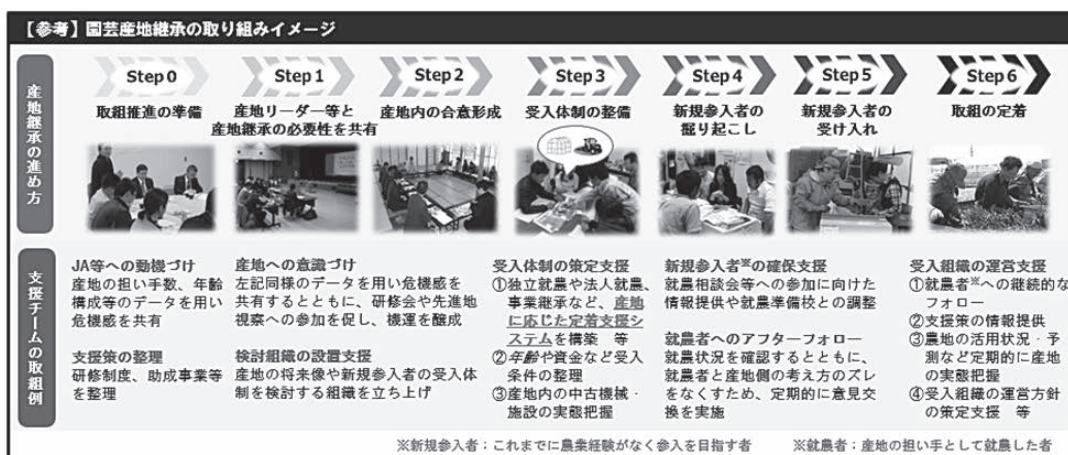 【参考】園芸産地継承の取り組みイメージ
産地継承の進め方
Step 0
取組推進の準備
Step 1
産地リーダー等と
産地継承の必要性を共有
Step 2
産地内の合意形成
Step 3
受入体制の整備
Step 4
新規参入者の
掘り起こし
Step 5
新規参入者の
受け入れ
Step 6
取組の定着
支援チームの取組例
JA等への動機づけ
産地の担い手数、年齢
構成等のデータを用い
危機感を共有
支援策の整理
研修制度、助成事業等
を整理
産地への意識づけ
左記同様のデータを用い危機感を
共有するとともに、研修会や先進地
視察への参加を促し、機運を醸成
検討組織の設置支援
産地の将来像や新規参入者の受入体
制を検討する組織を立ち上げ
受入体制の策定支援
①独立就農や法人就農、
事業継承など、産地
に応じた定着支援シ
ステムを構築　等
②年齢や資金など受入
条件の整理
③産地内の中古機械・
施設の実態把握
新規参入者※の確保支援
就農相談会等への参加に向けた
情報提供や就農準備校との調整
就農者へのアフターフォロー
就農状況を確認するとともに、
就農者と産地側の考え方のズレ
をなくすため、定期的に意見交
換を実施
受入組織の運営支援
①就農者※への継続的な
フォロー
②支援策の情報提供
③農地の活用状況・予
測など定期的に産地
の実態把握
④受入組織の運営方針
の策定支援　等
※新規参入者：これまでに農業経験がなく参入を目指す者　※就農者：産地の担い手として就農した者